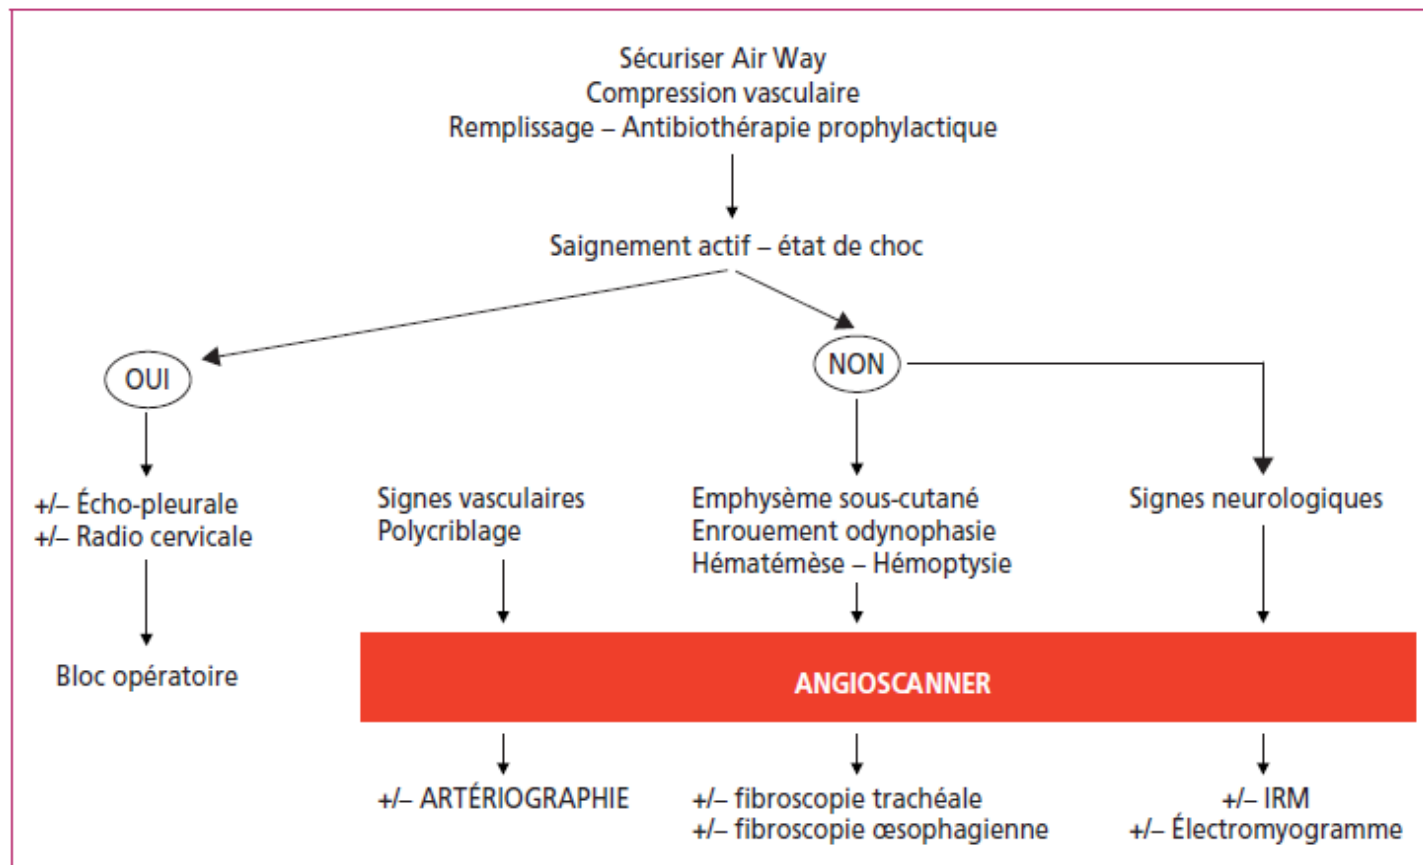 Sécuriser Air Way
Compression vasculaire
Remplissage – Antibiothérapie prophylactique
Saignement actif – état de choc
OUI
NON
+/– Écho-pleurale
+/– Radio cervicale
Signes vasculaires
Polycriblage
Emphysème sous-cutané
Enrouement odynophasie
Hématémèse – Hémoptysie
Signes neurologiques
Bloc opératoire
ANGIOSCANNER
+/– ARTÉRIOGRAPHIE
+/– fibroscopie trachéale
+/– fibroscopie œsophagienne
+/– IRM
+/– Électromyogramme